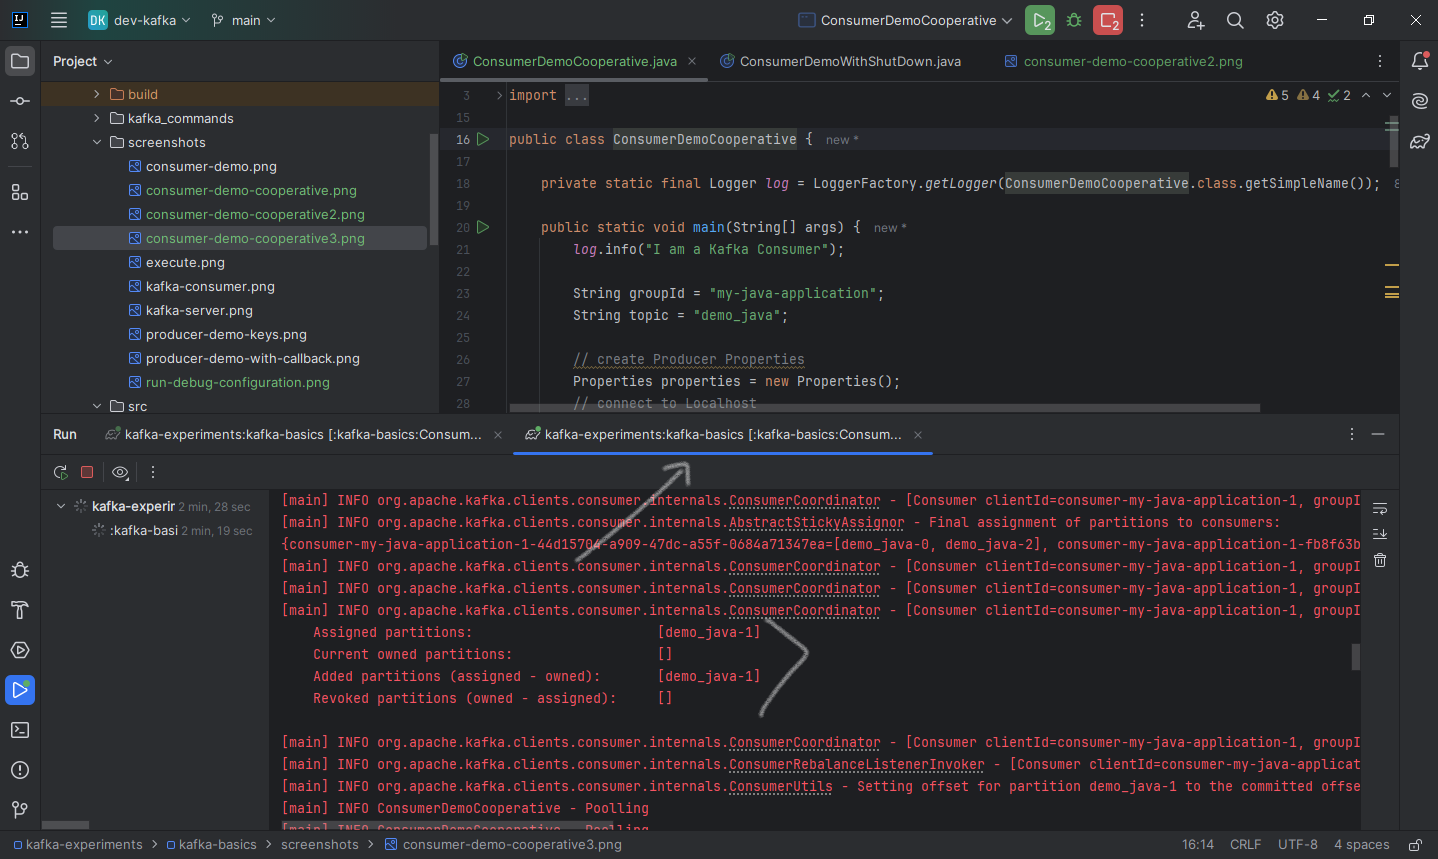 DK dev-kafka main ConsumerDemoCooperative 2 2
Project
ConsumerDemoCooperative.java ConsumerDemoWithShutDown.java consumer-demo-cooperative2.png
build
kafka_commands
screenshots
consumer-demo.png
consumer-demo-cooperative.png
consumer-demo-cooperative2.png
consumer-demo-cooperative3.png
execute.png
kafka-consumer.png
kafka-server.png
producer-demo-keys.png
producer-demo-with-callback.png
run-debug-configuration.png
src
3 import ... 5 4 2
15
16 public class ConsumerDemoCooperative { new *
17
18 private static final Logger log = LoggerFactory.getLogger(ConsumerDemoCooperative.class.getSimpleName());
19
20 public static void main(String[] args) { new *
21 log.info("I am a Kafka Consumer");
22
23 String groupId = "my-java-application";
24 String topic = "demo_java";
25
26 // create Producer Properties
27 Properties properties = new Properties();
28 // connect to Localhost
Run kafka-experiments:kafka-basics [:kafka-basics:Consum... kafka-experiments:kafka-basics [:kafka-basics:Consum...
kafka-experir 2 min, 28 sec
:kafka-basi 2 min, 19 sec
[main] INFO org.apache.kafka.clients.consumer.internals.ConsumerCoordinator - [Consumer clientId=consumer-my-java-application-1, groupI
[main] INFO org.apache.kafka.clients.consumer.internals.AbstractStickyAssignor - Final assignment of partitions to consumers:
{consumer-my-java-application-1-44d15704-a909-47dc-a55f-0684a71347ea=[demo_java-0, demo_java-2], consumer-my-java-application-1-fb8f63b
[main] INFO org.apache.kafka.clients.consumer.internals.ConsumerCoordinator - [Consumer clientId=consumer-my-java-application-1, groupI
[main] INFO org.apache.kafka.clients.consumer.internals.ConsumerCoordinator - [Consumer clientId=consumer-my-java-application-1, groupI
[main] INFO org.apache.kafka.clients.consumer.internals.ConsumerCoordinator - [Consumer clientId=consumer-my-java-application-1, groupI
Assigned partitions: [demo_java-1]
Current owned partitions: []
Added partitions (assigned - owned): [demo_java-1]
Revoked partitions (owned - assigned): []
[main] INFO org.apache.kafka.clients.consumer.internals.ConsumerCoordinator - [Consumer clientId=consumer-my-java-application-1, groupI
[main] INFO org.apache.kafka.clients.consumer.internals.ConsumerRebalanceListenerInvoker - [Consumer clientId=consumer-my-java-applicat
[main] INFO org.apache.kafka.clients.consumer.internals.ConsumerUtils - Setting offset for partition demo_java-1 to the committed offse
[main] INFO ConsumerDemoCooperative - Poolling
[main] INFO ConsumerDemoCooperative - Poolling
kafka-experiments > kafka-basics > screenshots > consumer-demo-cooperative3.png 16:14 CRLF UTF-8 4 spaces